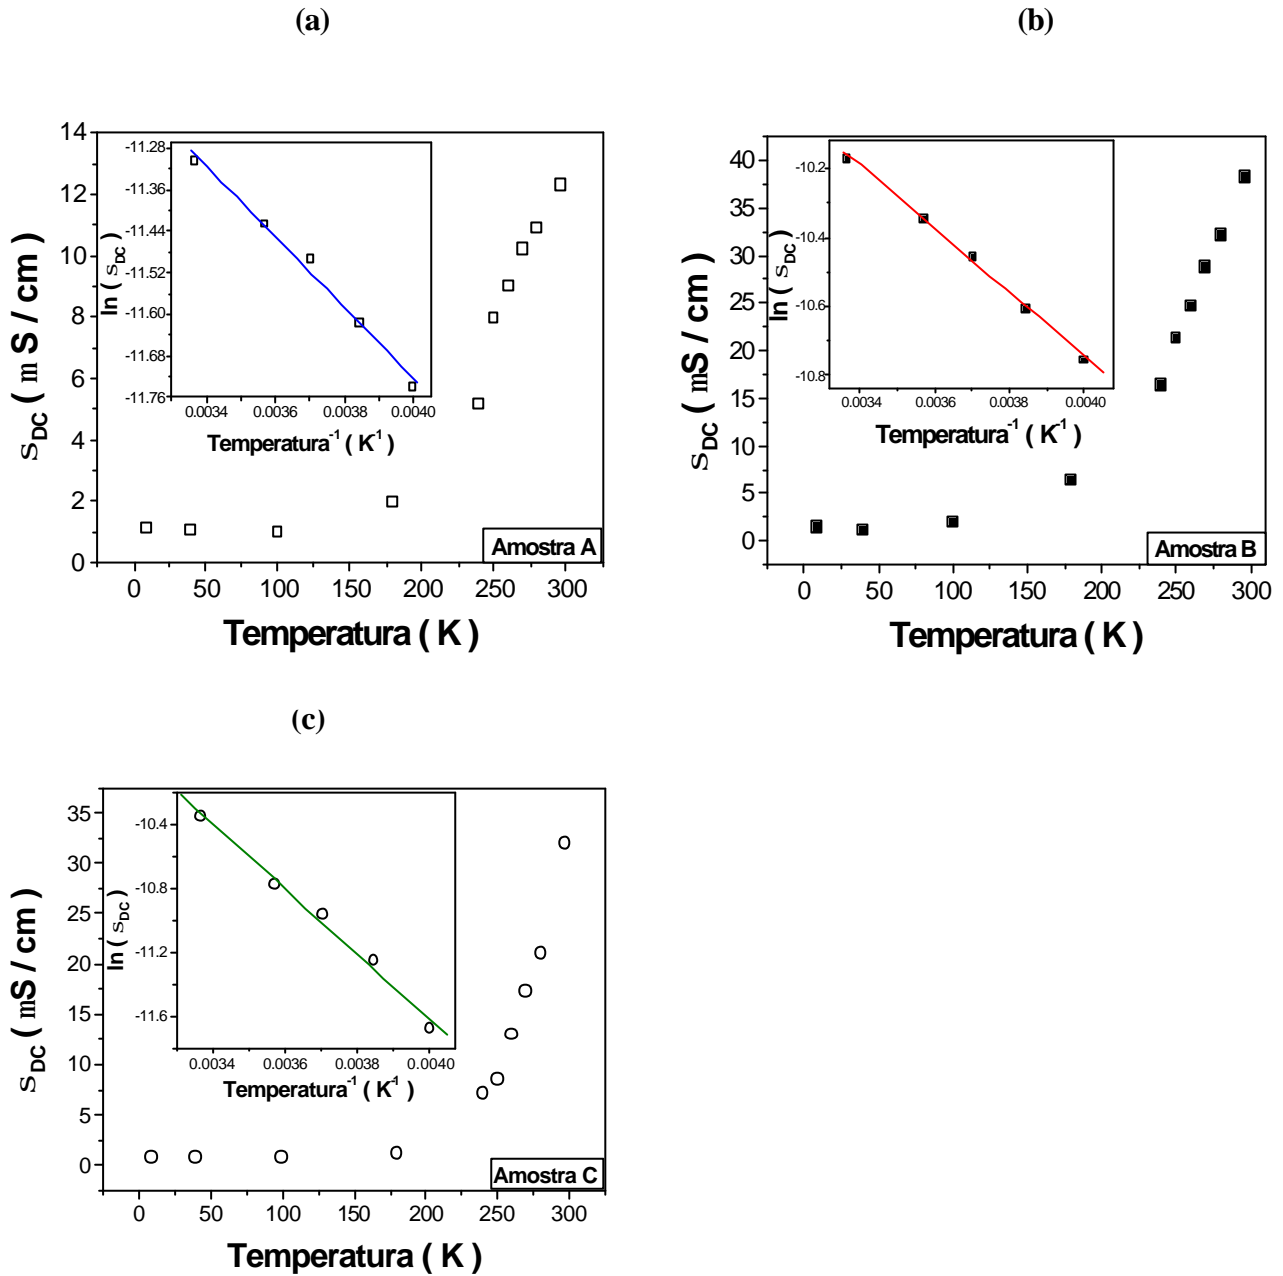 (a)
(b)
14
12
10
8
6
4
2
0
0 50 100 150 200 250 300
s DC ( m S / cm )
Temperatura ( K )
Amostra A
-11.28
-11.36
-11.44
-11.52
-11.60
-11.68
-11.76
0.0034 0.0036 0.0038 0.0040
ln ( s DC )
Temperatura-1 ( K-1 )
40
35
30
25
20
15
10
5
0
0 50 100 150 200 250 300
s DC ( mS / cm )
Temperatura ( K )
Amostra B
-10.2
-10.4
-10.6
-10.8
0.0034 0.0036 0.0038 0.0040
ln ( s DC )
Temperatura-1 ( K-1 )
(c)
35
30
25
20
15
10
5
0
0 50 100 150 200 250 300
s DC ( mS / cm )
Temperatura ( K )
Amostra C
-10.4
-10.8
-11.2
-11.6
0.0034 0.0036 0.0038 0.0040
ln ( s DC )
Temperatura-1 ( K-1 )